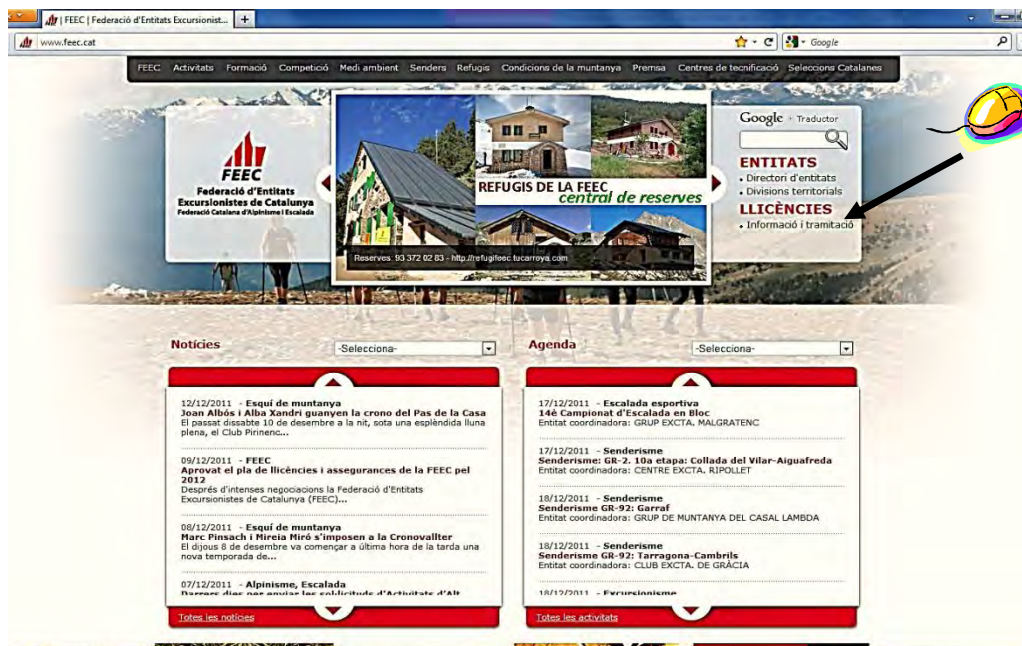 | FEEC | Federació d'Entitats Excursionist...
www.feec.cat
Google
FEEC Activitats Formació Competició Medi ambient Senders Refugis Condicions de la muntanya Premsa Centres de tecnificació Seleccions Catalanes
FEEC
Federació d'Entitats
Excursionistes de Catalunya
Federació Catalana d'Alpinisme i Escalada
REFUGIS DE LA FEEC
central de reserves
Reserves: 93 372 02 83 - http://refugifeec.tucarroya.com
Google - Traductor
ENTITATS
Directori d'entitats
Divisions territorials
LLICÈNCIES
Informació i tramitació
Notícies
-Selecciona-
12/12/2011 - Esquí de muntanya
Joan Albós i Alba Xandri guanyen la crono del Pas de la Casa
El passat dissabte 10 de desembre a la nit, sota una esplèndida lluna
plena, el Club Pirinenc...
09/12/2011 - FEEC
Aprovat el pla de llicències i assegurances de la FEEC pel
2012
Després d'intenses negociacions la Federació d'Entitats
Excursionistes de Catalunya (FEEC)...
08/12/2011 - Esquí de muntanya
Marc Pinsach i Mireia Miró s'imposen a la Cronovallter
El dijous 8 de desembre va començar a última hora de la tarda una
nova temporada de...
07/12/2011 - Alpinisme, Escalada
Darrers dies per enviar les sol·licituds d'Activitats d'Alt
Totes les notícies
Agenda
-Selecciona-
17/12/2011 - Escalada esportiva
14è Campionat d'Escalada en Bloc
Entitat coordinadora: GRUP EXCTA. MALGRATENC
17/12/2011 - Senderisme
Senderisme: GR-2. 10a etapa: Collada del Vilar-Aiguafreda
Entitat coordinadora: CENTRE EXCTA. RIPOLLET
18/12/2011 - Senderisme
Senderisme GR-92: Garraf
Entitat coordinadora: GRUP DE MUNTANYA DEL CASAL LAMBDA
18/12/2011 - Senderisme
Senderisme GR-92: Tarragona-Cambrils
Entitat coordinadora: CLUB EXCTA. DE GRÀCIA
18/12/2011 - Excursionisme
Totes les activitats